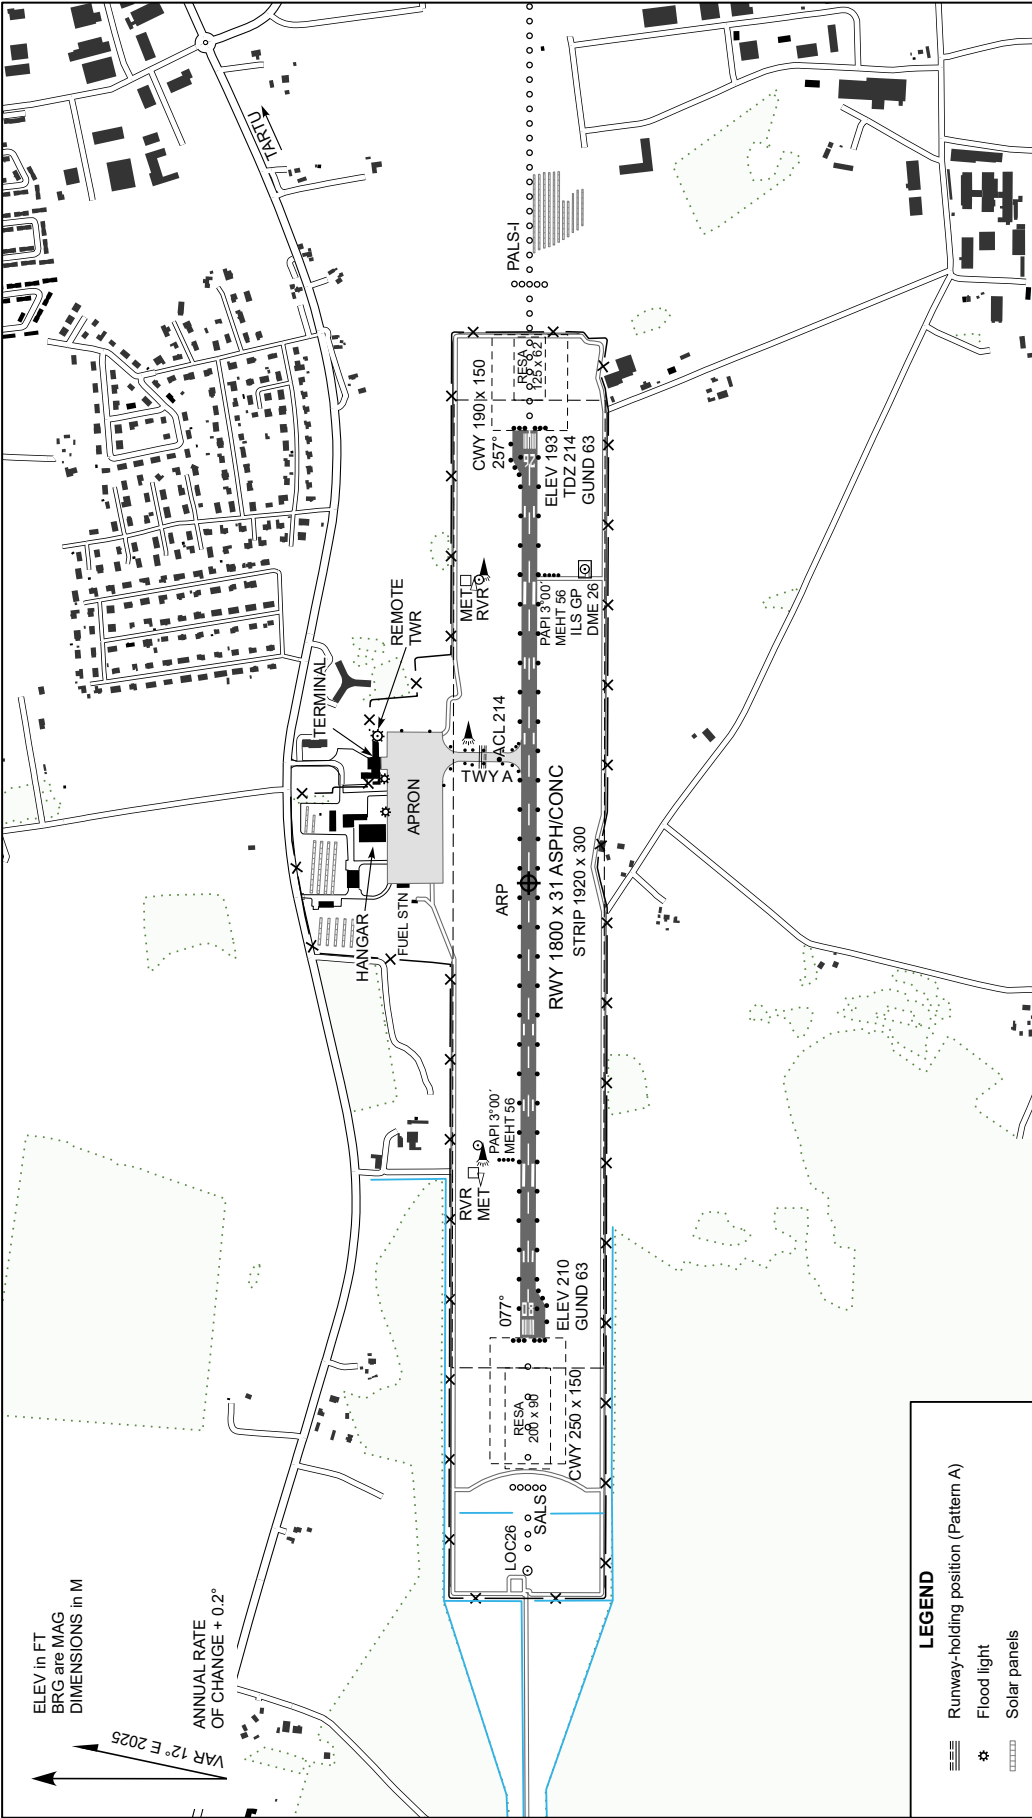 ELEV in FT
BRG are MAG
DIMENSIONS in M
VAR 12° E 2025
ANNUAL RATE
OF CHANGE + 0.2°
TARTU
TERMINAL
REMOTE
TWR
HANGAR
FUEL STN
APRON
TWY A
ACL 214
RVR
MET
PAPI 3°00'
MEHT 56
MET
RVR
CWY 190 x 150
257°
RESA
125 x 62
PALS-I
LOC26
SALS
RESA
200 x 90
CWY 250 x 150
077°
08
ELEV 210
GUND 63
ARP
RWY 1800 x 31 ASPH/CONC
STRIP 1920 x 300
PAPI 3°00'
MEHT 56
ILS GP
DME 26
26
ELEV 193
TDZ 214
GUND 63
LEGEND
Runway-holding position (Pattern A)
Flood light
Solar panels